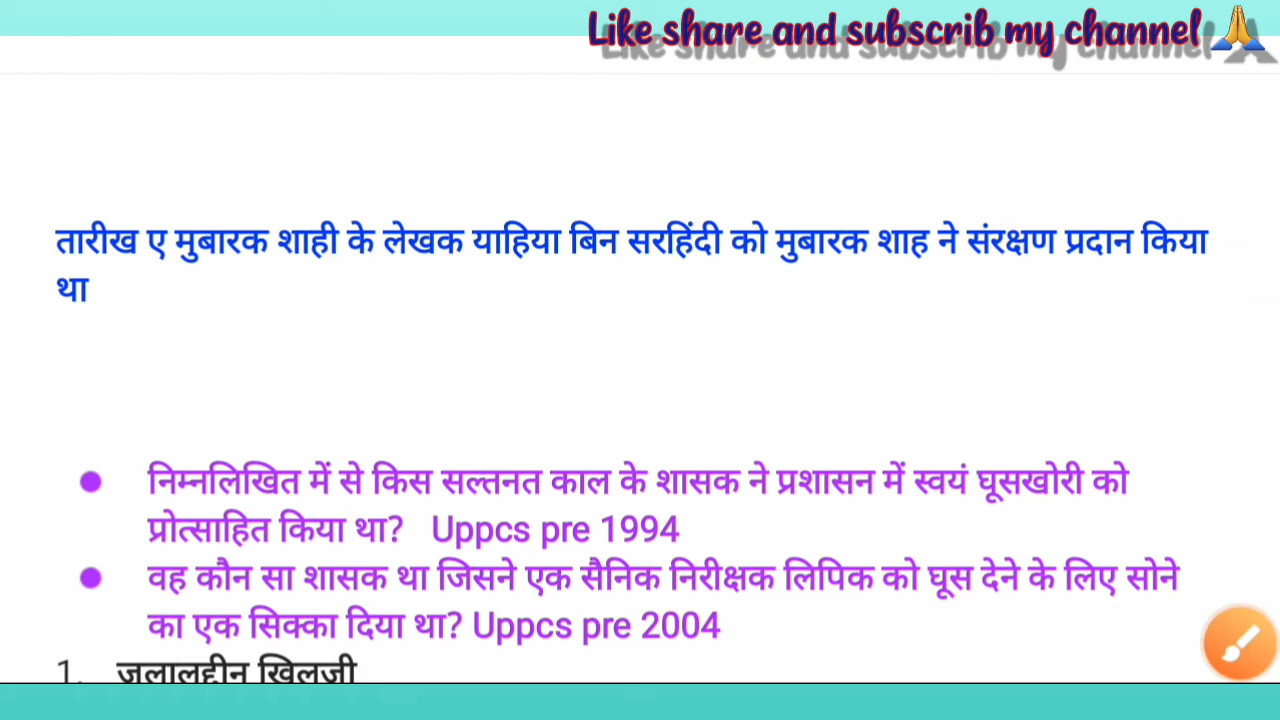 Like share and subscrib my channel 🙏
तारीख ए मुबारक शाही के लेखक याहिया बिन सरहिंदी को मुबारक शाह ने संरक्षण प्रदान किया
था
● निम्नलिखित में से किस सल्तनत काल के शासक ने प्रशासन में स्वयं घूसखोरी को
प्रोत्साहित किया था? Uppcs pre 1994
● वह कौन सा शासक था जिसने एक सैनिक निरीक्षक लिपिक को घूस देने के लिए सोने
का एक सिक्का दिया था? Uppcs pre 2004
1. जलालद्दीन खिलजी